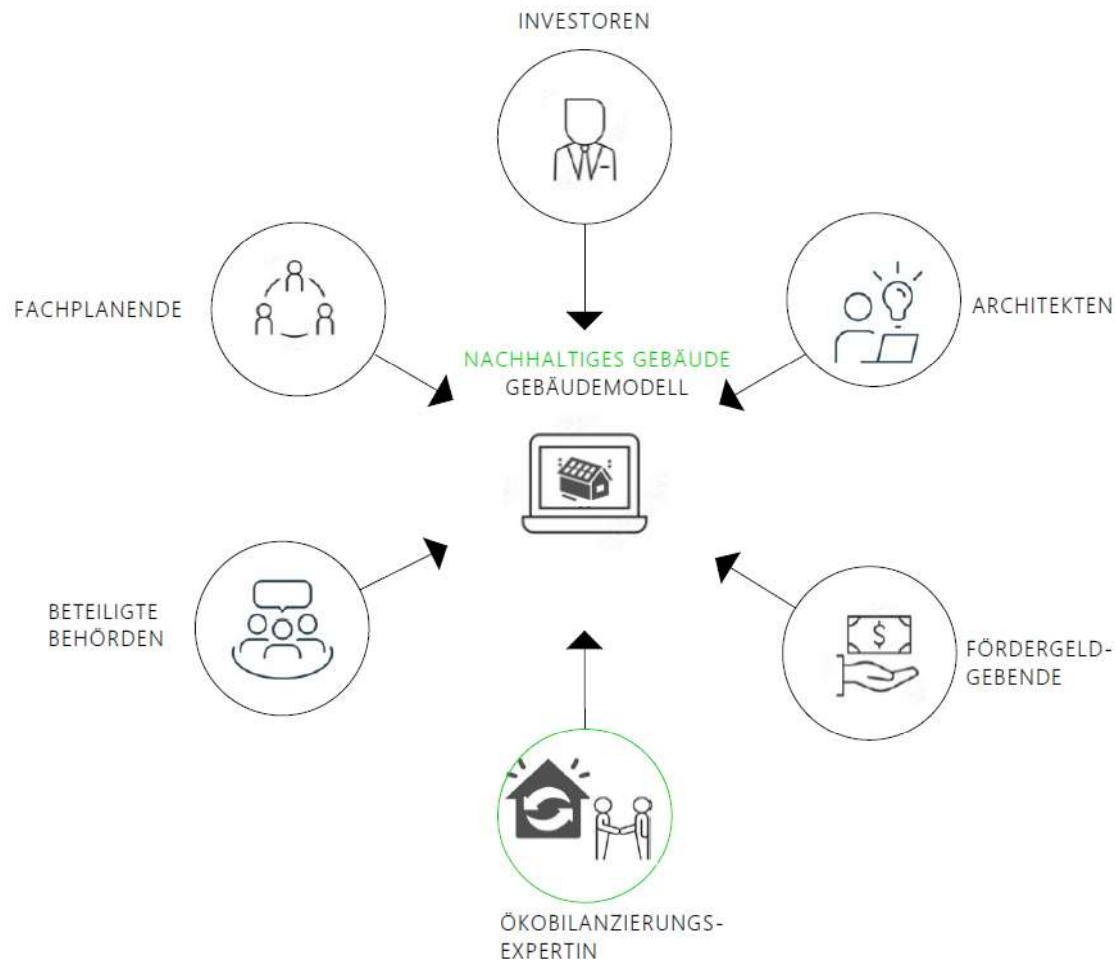 INVESTOREN
FACHPLANENDE
ARCHITEKTEN
NACHHALTIGES GEBÄUDE
GEBÄUDEMODELL
BETEILIGTE
BEHÖRDEN
$
FÖRDERGELD-
GEBENDE
ÖKOBILANZIERUNGS-
EXPERTIN